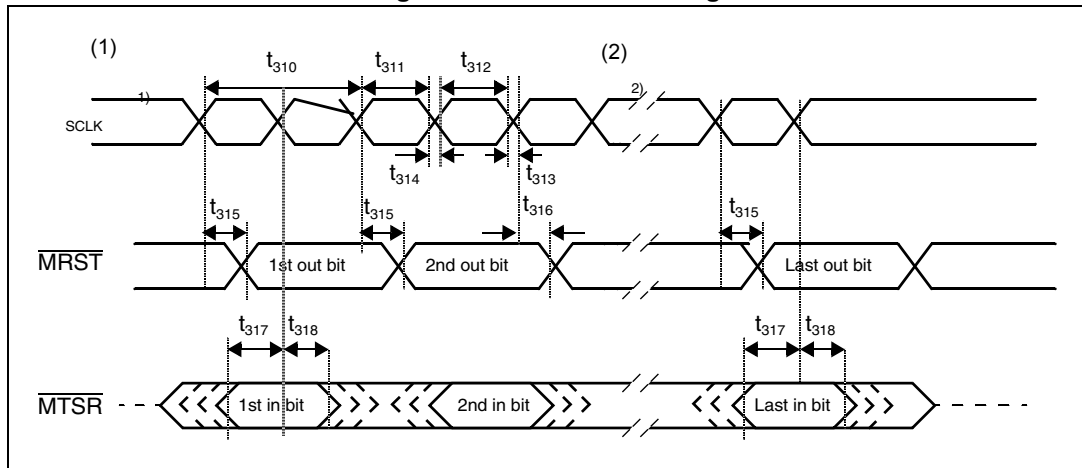 (1)
(2)
t310
t311
t312
1)
2)
SCLK
t314
t313
t315
t315
t316
t315
MRST
1st out bit
2nd out bit
Last out bit
t317
t318
t317
t318
MTSR
1st in bit
2nd in bit
Last in bit